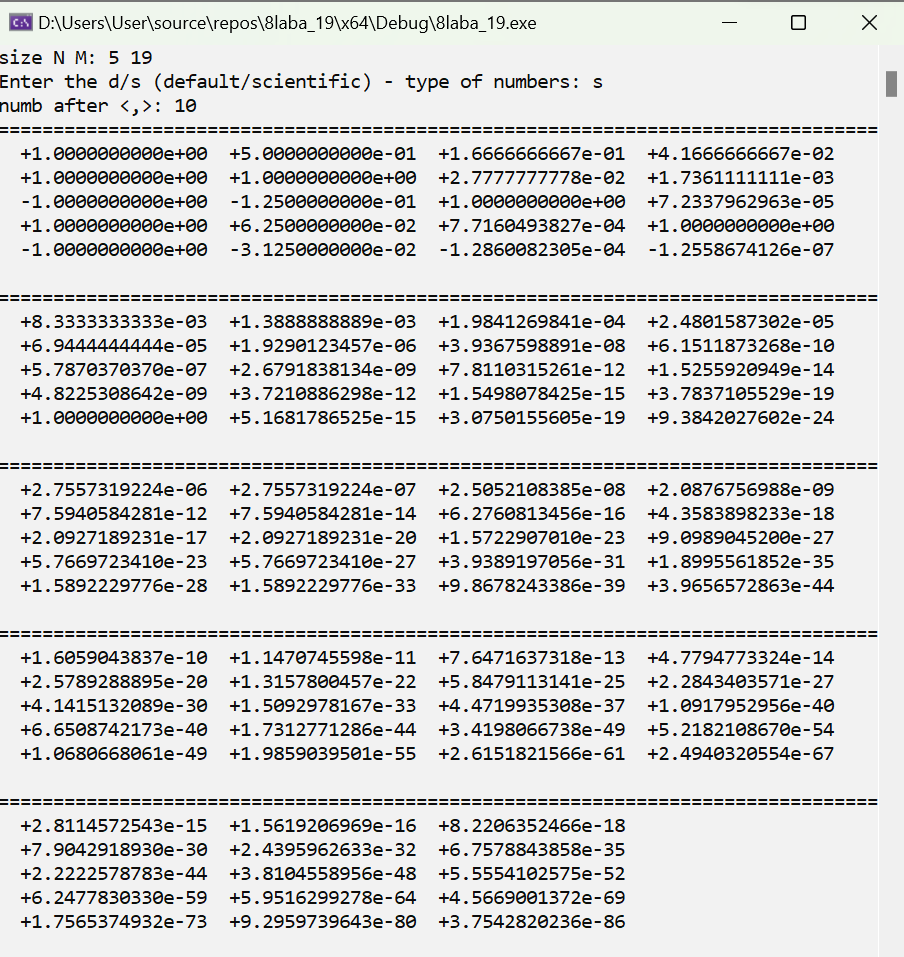 D:\Users\User\source\repos\8laba_19\x64\Debug\8laba_19.exe
size N M: 5 19
Enter the d/s (default/scientific) - type of numbers: s
numb after <,>: 10
================================================================================
+1.0000000000e+00 +5.0000000000e-01 +1.6666666667e-01 +4.1666666667e-02
+1.0000000000e+00 +1.0000000000e+00 +2.7777777778e-02 +1.7361111111e-03
-1.0000000000e+00 -1.2500000000e-01 +1.0000000000e+00 +7.2337962963e-05
+1.0000000000e+00 +6.2500000000e-02 +7.7160493827e-04 +1.0000000000e+00
-1.0000000000e+00 -3.1250000000e-02 -1.2860082305e-04 -1.2558674126e-07
================================================================================
+8.3333333333e-03 +1.3888888889e-03 +1.9841269841e-04 +2.4801587302e-05
+6.9444444444e-05 +1.9290123457e-06 +3.9367598891e-08 +6.1511873268e-10
+5.7870370370e-07 +2.6791838134e-09 +7.8110315261e-12 +1.5255920949e-14
+4.8225308642e-09 +3.7210886298e-12 +1.5498078425e-15 +3.7837105529e-19
+1.0000000000e+00 +5.1681786525e-15 +3.0750155605e-19 +9.3842027602e-24
================================================================================
+2.7557319224e-06 +2.7557319224e-07 +2.5052108385e-08 +2.0876756988e-09
+7.5940584281e-12 +7.5940584281e-14 +6.2760813456e-16 +4.3583898233e-18
+2.0927189231e-17 +2.0927189231e-20 +1.5722907010e-23 +9.0989045200e-27
+5.7669723410e-23 +5.7669723410e-27 +3.9389197056e-31 +1.8995561852e-35
+1.5892229776e-28 +1.5892229776e-33 +9.8678243386e-39 +3.9656572863e-44
================================================================================
+1.6059043837e-10 +1.1470745598e-11 +7.6471637318e-13 +4.7794773324e-14
+2.5789288895e-20 +1.3157800457e-22 +5.8479113141e-25 +2.2843403571e-27
+4.1415132089e-30 +1.5092978167e-33 +4.4719935308e-37 +1.0917952956e-40
+6.6508742173e-40 +1.7312771286e-44 +3.4198066738e-49 +5.2182108670e-54
+1.0680668061e-49 +1.9859039501e-55 +2.6151821566e-61 +2.4940320554e-67
================================================================================
+2.8114572543e-15 +1.5619206969e-16 +8.2206352466e-18
+7.9042918930e-30 +2.4395962633e-32 +6.7578843858e-35
+2.2222578783e-44 +3.8104558956e-48 +5.5554102575e-52
+6.2477830330e-59 +5.9516299278e-64 +4.5669001372e-69
+1.7565374932e-73 +9.2959739643e-80 +3.7542820236e-86